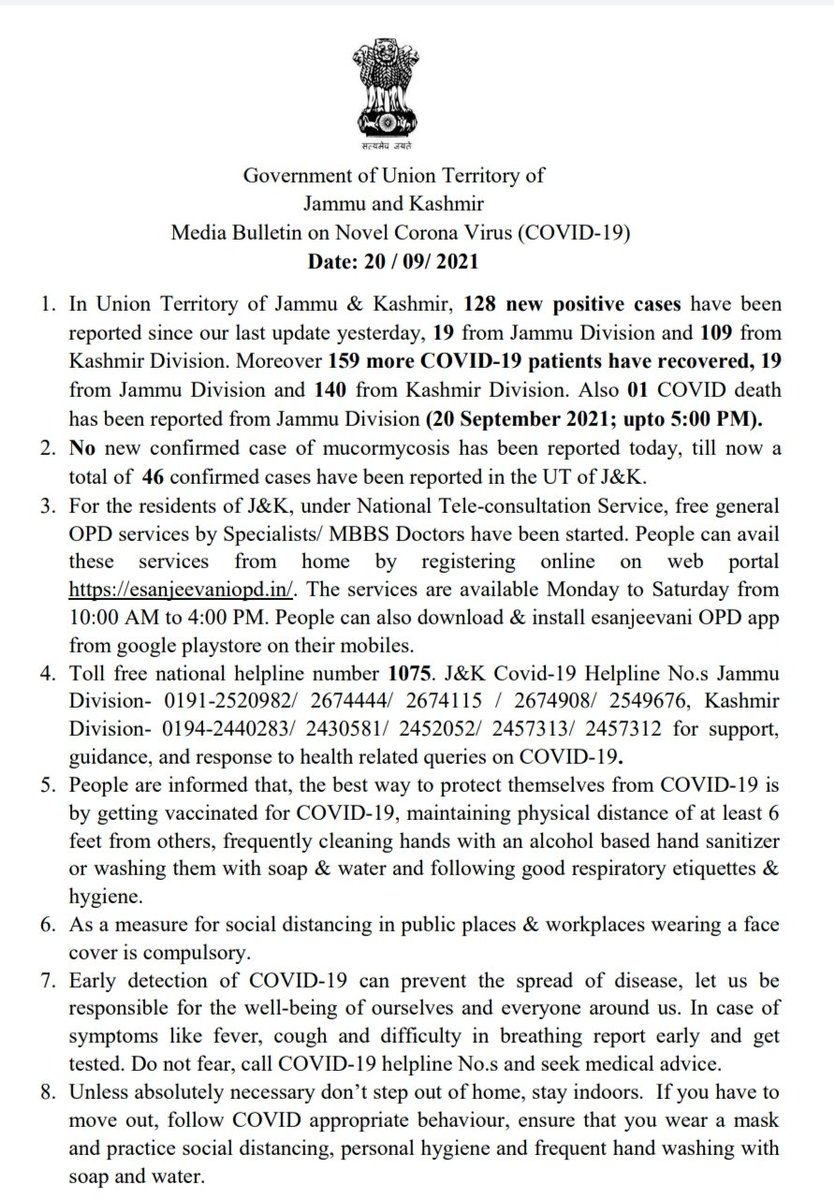 सत्यमेव जयते
Government of Union Territory of
Jammu and Kashmir
Media Bulletin on Novel Corona Virus (COVID-19)
Date: 20 / 09/ 2021
1. In Union Territory of Jammu & Kashmir, 128 new positive cases have been
reported since our last update yesterday, 19 from Jammu Division and 109 from
Kashmir Division. Moreover 159 more COVID-19 patients have recovered, 19
from Jammu Division and 140 from Kashmir Division. Also 01 COVID death
has been reported from Jammu Division (20 September 2021; upto 5:00 PM).
2. No new confirmed case of mucormycosis has been reported today, till now a
total of 46 confirmed cases have been reported in the UT of J&K.
3. For the residents of J&K, under National Tele-consultation Service, free general
OPD services by Specialists/ MBBS Doctors have been started. People can avail
these services from home by registering online on web portal
https://esanjeevaniopd.in/. The services are available Monday to Saturday from
10:00 AM to 4:00 PM. People can also download & install esanjeevani OPD app
from google playstore on their mobiles.
4. Toll free national helpline number 1075. J&K Covid-19 Helpline No.s Jammu
Division- 0191-2520982/ 2674444/ 2674115 / 2674908/ 2549676, Kashmir
Division- 0194-2440283/ 2430581/ 2452052/ 2457313/ 2457312 for support,
guidance, and response to health related queries on COVID-19.
5. People are informed that, the best way to protect themselves from COVID-19 is
by getting vaccinated for COVID-19, maintaining physical distance of at least 6
feet from others, frequently cleaning hands with an alcohol based hand sanitizer
or washing them with soap & water and following good respiratory etiquettes &
hygiene.
6. As a measure for social distancing in public places & workplaces wearing a face
cover is compulsory.
7. Early detection of COVID-19 can prevent the spread of disease, let us be
responsible for the well-being of ourselves and everyone around us. In case of
symptoms like fever, cough and difficulty in breathing report early and get
tested. Do not fear, call COVID-19 helpline No.s and seek medical advice.
8. Unless absolutely necessary don’t step out of home, stay indoors. If you have to
move out, follow COVID appropriate behaviour, ensure that you wear a mask
and practice social distancing, personal hygiene and frequent hand washing with
soap and water.